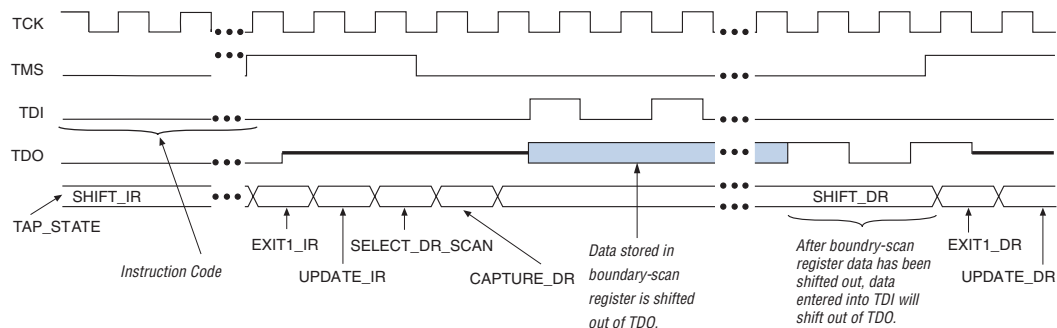 TCK
TMS
TDI
TDO
SHIFT_IR
SHIFT_DR
TAP_STATE
EXIT1_IR
SELECT_DR_SCAN
EXIT1_DR
Instruction Code
UPDATE_IR
CAPTURE_DR
UPDATE_DR
Data stored in
boundary-scan
register is shifted
out of TDO.
After boundry-scan
register data has been
shifted out, data
entered into TDI will
shift out of TDO.